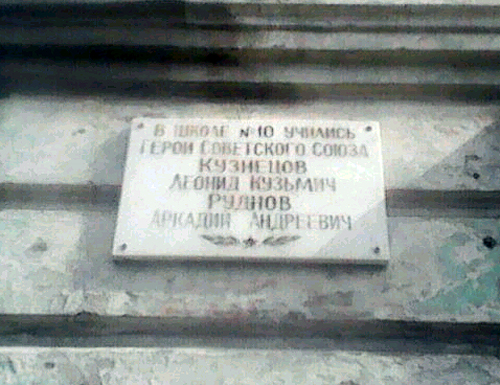 В ШКОЛЕ №10 УЧИЛИСЬ
ГЕРОИ СОВЕТСКОГО СОЮЗА
КУЗНЕЦОВ
ЛЕОНИД КУЗЬМИЧ
РУДНОВ
АРКАДИЙ АНДРЕЕВИЧ